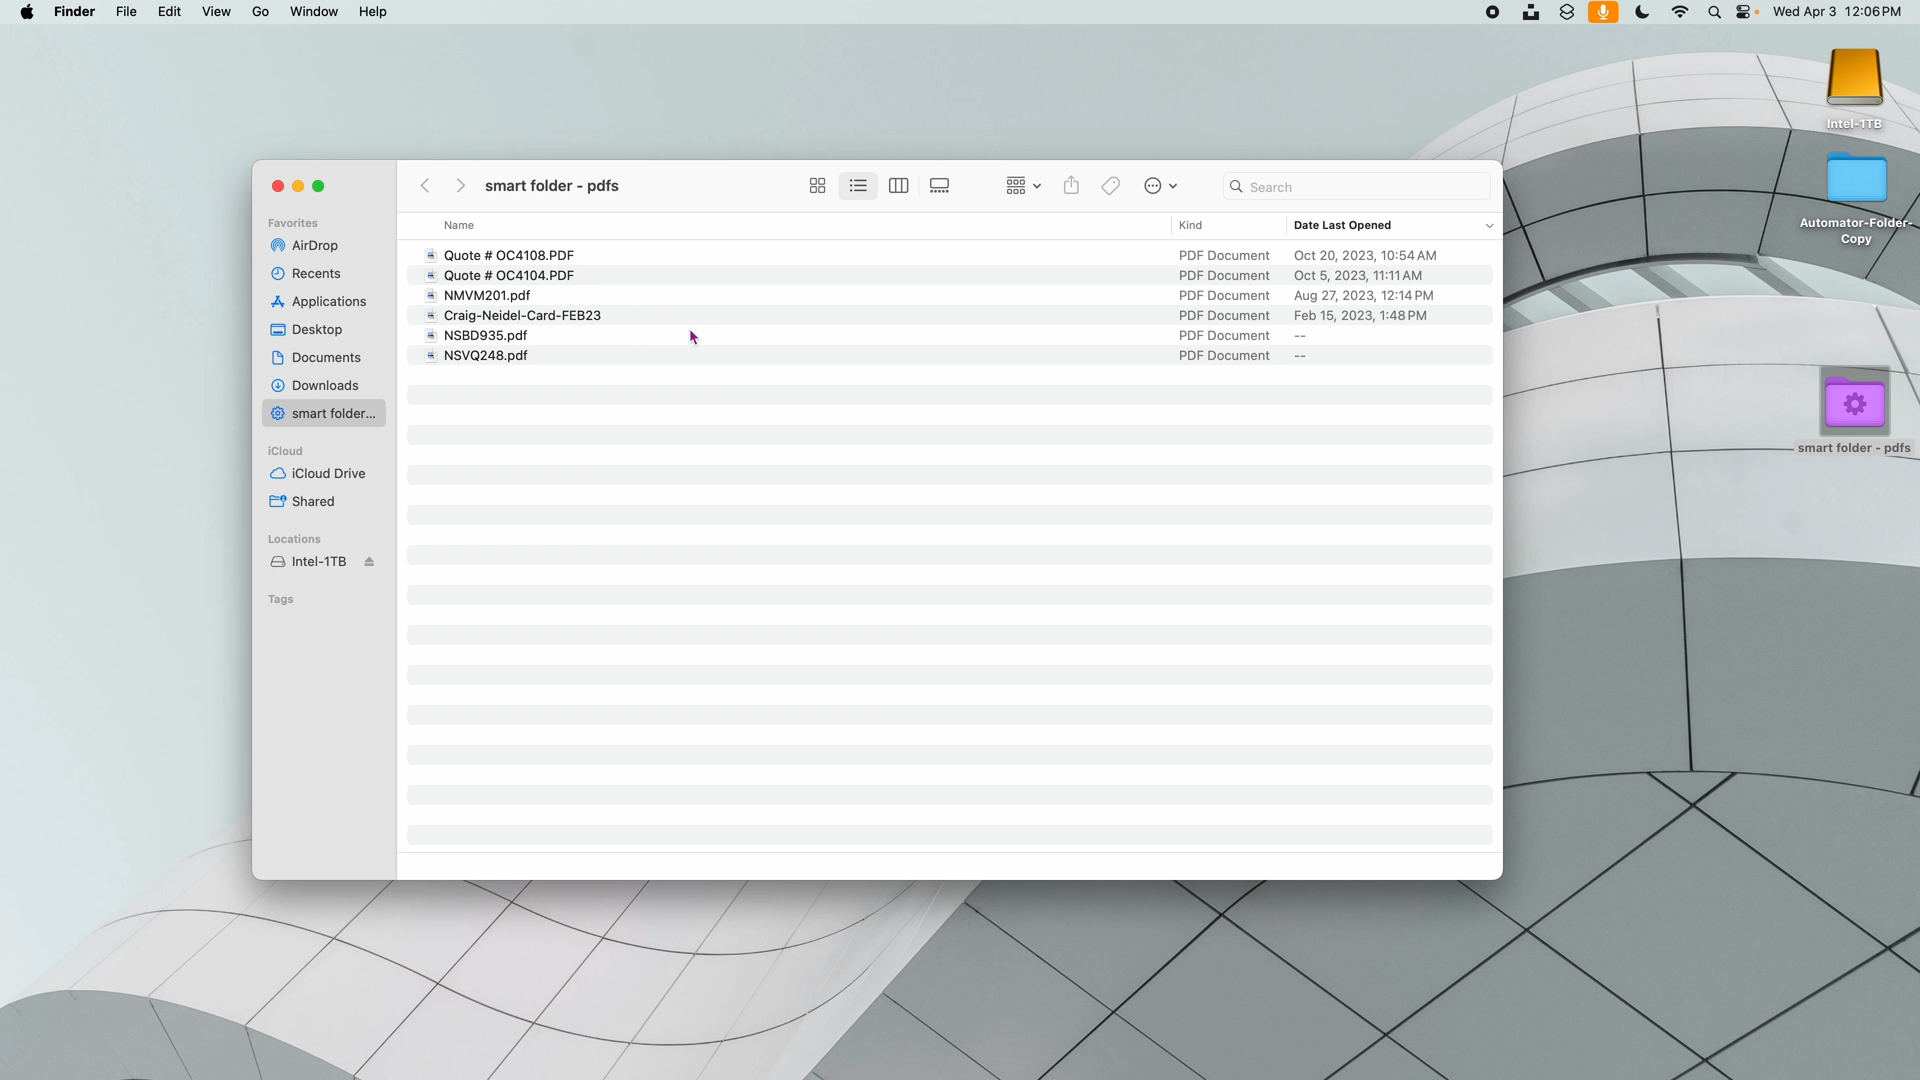 Finder File Edit View Go Window Help
Wed Apr 3 12:06 PM
Intel-1TB
Automator-Folder-
Copy
smart folder - pdfs
smart folder - pdfs
Search
Favorites
AirDrop
Recents
Applications
Desktop
Documents
Downloads
smart folder...
iCloud
iCloud Drive
Shared
Locations
Intel-1TB
Tags
Name Kind Date Last Opened
Quote # OC4108.PDF PDF Document Oct 20, 2023, 10:54 AM
Quote # OC4104.PDF PDF Document Oct 5, 2023, 11:11 AM
NMVM201.pdf PDF Document Aug 27, 2023, 12:14 PM
Craig-Neidel-Card-FEB23 PDF Document Feb 15, 2023, 1:48 PM
NSBD935.pdf PDF Document --
NSVQ248.pdf PDF Document --